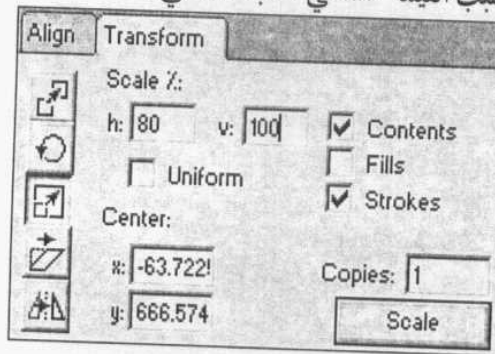 Align Transform
Scale %:
h: 80 v: 100
Contents
Uniform
Fills
Strokes
Center:
x: -63.722!
Copies: 1
y: 666.574
Scale